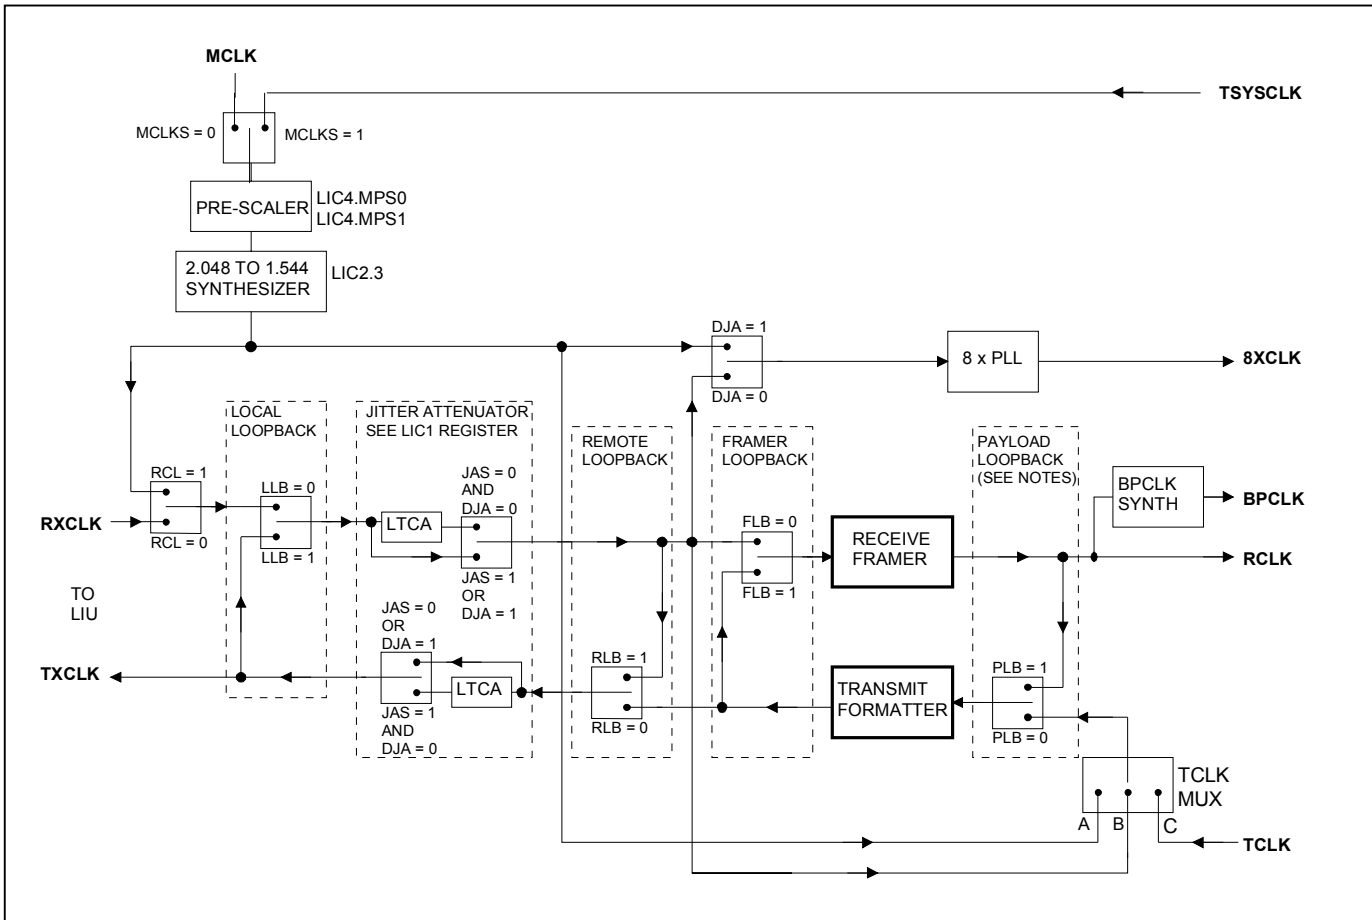 MCLK
TSYSCLK
MCLKS = 0
MCLKS = 1
PRE-SCALER
LIC4.MPS0
LIC4.MPS1
2.048 TO 1.544
SYNTHESIZER
LIC2.3
DJA = 1
8 x PLL
8XCLK
DJA = 0
LOCAL
LOOPBACK
JITTER ATTENUATOR
SEE LIC1 REGISTER
REMOTE
LOOPBACK
FRAMER
LOOPBACK
PAYLOAD
LOOPBACK
(SEE NOTES)
RCL = 1
LLB = 0
JAS = 0
AND
DJA = 0
BPCLK
SYNTH
BPCLK
RXCLK
LTCA
FLB = 0
RECEIVE
FRAMER
RCLK
RCL = 0
LLB = 1
JAS = 1
OR
DJA = 1
FLB = 1
TO
LIU
JAS = 0
OR
DJA = 1
TXCLK
LTCA
RLB = 1
TRANSMIT
FORMATTER
PLB = 1
JAS = 1
AND
DJA = 0
RLB = 0
PLB = 0
TCLK
MUX
A
B
C
TCLK